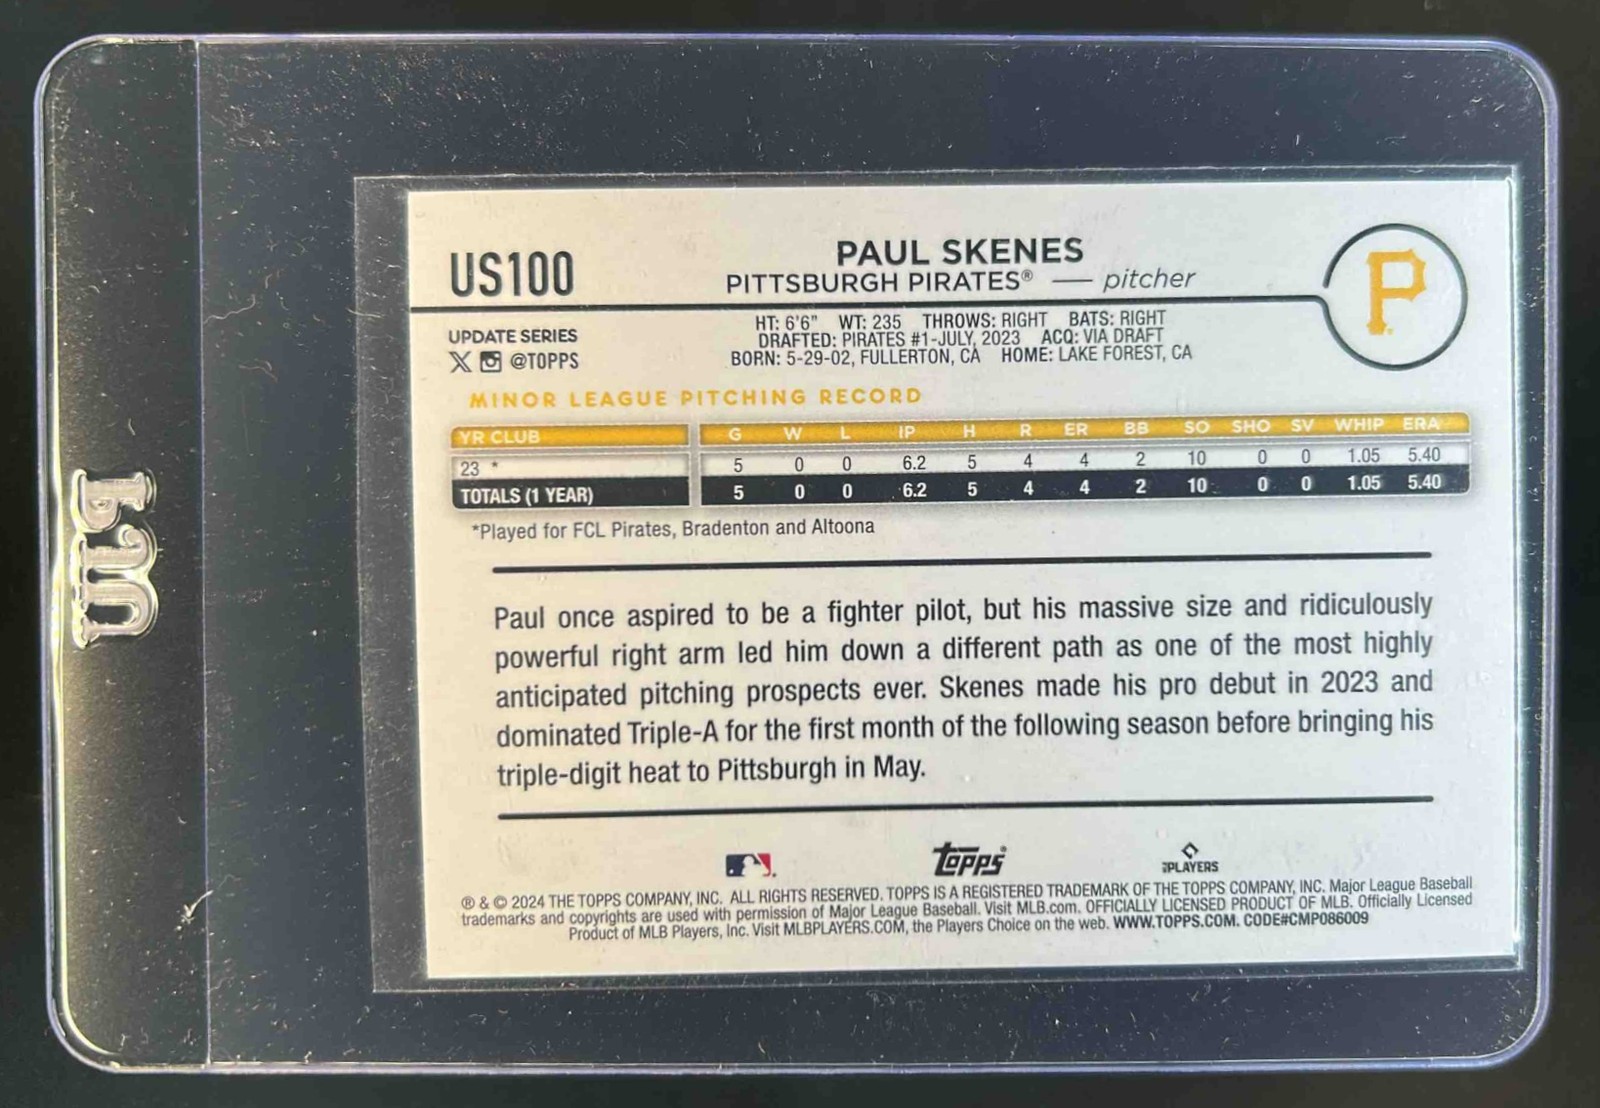 US100
PAUL SKENES
PITTSBURGH PIRATES® — pitcher
P
UPDATE SERIES
@TOPPS
HT: 6'6" WT: 235 THROWS: RIGHT BATS: RIGHT
DRAFTED: PIRATES #1-JULY, 2023 ACQ: VIA DRAFT
BORN: 5-29-02, FULLERTON, CA HOME: LAKE FOREST, CA
MINOR LEAGUE PITCHING RECORD
YR CLUB G W L IP H R ER BB SO SHO SV WHIP ERA
23 * 5 0 0 6.2 5 4 4 2 10 0 0 1.05 5.40
TOTALS (1 YEAR) 5 0 0 6.2 5 4 4 2 10 0 0 1.05 5.40
*Played for FCL Pirates, Bradenton and Altoona
Paul once aspired to be a fighter pilot, but his massive size and ridiculously
powerful right arm led him down a different path as one of the most highly
anticipated pitching prospects ever. Skenes made his pro debut in 2023 and
dominated Triple-A for the first month of the following season before bringing his
triple-digit heat to Pittsburgh in May.
Topps®
PLAYERS
® & © 2024 THE TOPPS COMPANY, INC. ALL RIGHTS RESERVED. TOPPS IS A REGISTERED TRADEMARK OF THE TOPPS COMPANY, INC. Major League Baseball
trademarks and copyrights are used with permission of Major League Baseball. Visit MLB.com. OFFICIALLY LICENSED PRODUCT OF MLB. Officially Licensed
Product of MLB Players, Inc. Visit MLBPLAYERS.COM, the Players Choice on the web. WWW.TOPPS.COM. CODE#CMP086009